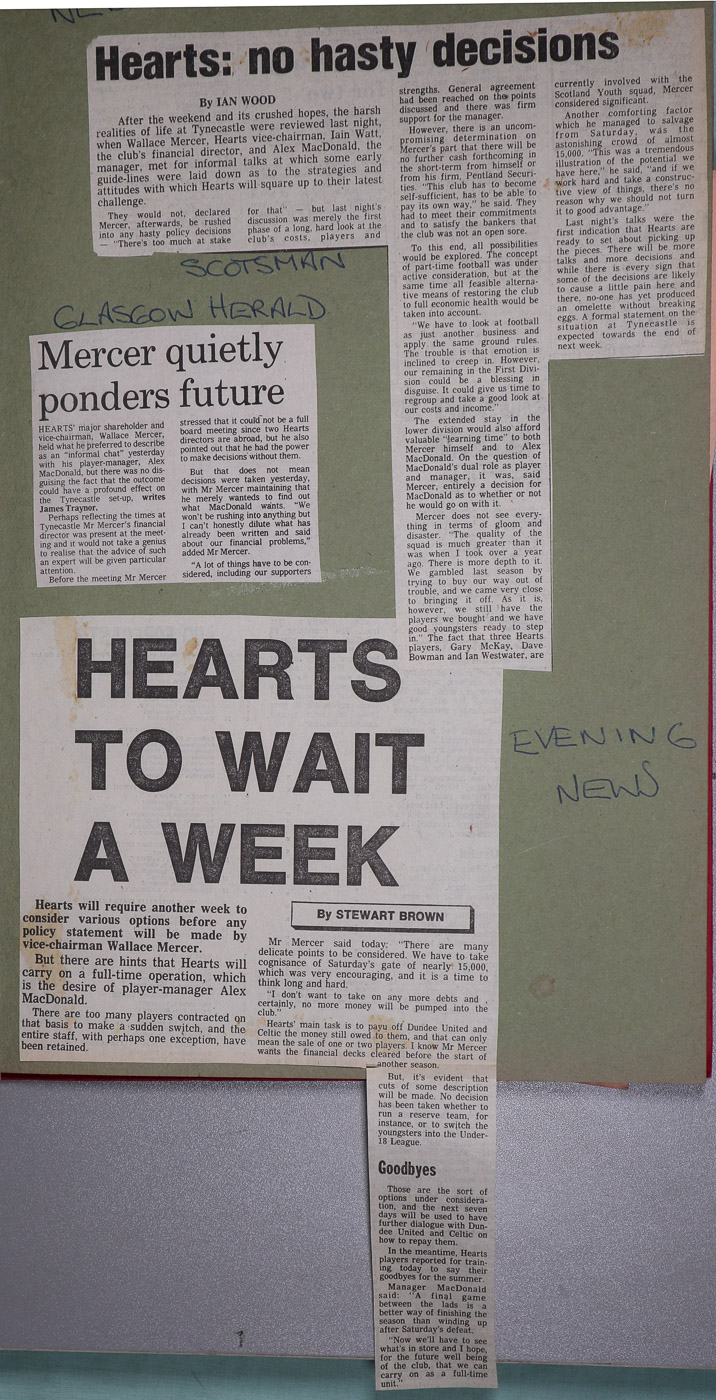 Hearts: no hasty decisions
By IAN WOOD
After the weekend and its crushed hopes, the harsh
realities of life at Tynecastle were reviewed last night,
when Wallace Mercer, Hearts vice-chairman, Iain Watt,
the club's financial director, and Alex MacDonald, the
manager, met for informal talks at which some early
guide-lines were laid down as to the strategies and
attitudes with which Hearts will square up to their latest
challenge.
They would not, declared
Mercer, afterwards, be rushed
into any hasty policy decisions
— "There's too much at stake
for that" — but last night's
discussion was merely the first
phase of a long, hard look at the
club's costs, players and
strengths. General agreement
had been reached on the points
discussed and there was firm
support for the manager.
However, there is an uncom-
promising determination on
Mercer's part that there will be
no further cash forthcoming in
the short-term from himself or
from his firm, Pentland Securi-
ties. "This club has to become
self-sufficient, has to be able to
pay its own way," he said. They
had to meet their commitments
and to satisfy the bankers that
the club was not an open sore.
To this end, all possibilities
would be explored. The concept
of part-time football was under
active consideration, but at the
same time all feasible alterna-
tive means of restoring the club
to full economic health would be
taken into account.
"We have to look at football
as just another business and
apply the same ground rules.
The trouble is that emotion is
inclined to creep in. However,
our remaining in the First Divi-
sion could be a blessing in
disguise. It could give us time to
regroup and take a good look at
our costs and income."
The extended stay in the
lower division would also afford
valuable "learning time" to both
Mercer himself and to Alex
MacDonald. On the question of
MacDonald's dual role as player
and manager, it was, said
Mercer, entirely a decision for
MacDonald as to whether or not
he would go on with it.
Mercer does not see every-
thing in terms of gloom and
disaster. "The quality of the
squad is much greater than it
was when I took over a year
ago. There is more depth to it.
We gambled last season by
trying to buy our way out of
trouble, and we came very close
to bringing it off. As it is,
however, we still have the
players we bought and we have
good youngsters ready to step
in." The fact that three Hearts
players, Gary McKay, Dave
Bowman and Ian Westwater, are
currently involved with the
Scotland Youth squad, Mercer
considered significant.
Another comforting factor
which he managed to salvage
from Saturday, was the
astonishing crowd of almost
15,000. "This was a tremendous
illustration of the potential we
have here," he said, "and if we
work hard and take a construc-
tive view of things, there's no
reason why we should not turn
it to good advantage."
Last night's talks were the
first indication that Hearts are
ready to set about picking up
the pieces. There will be more
talks and more decisions and
while there is every sign that
some of the decisions are likely
to cause a little pain here and
there, no-one has yet produced
an omelette without breaking
eggs. A formal statement on the
situation at Tynecastle is
expected towards the end of
next week.
SCOTSMAN
GLASGOW HERALD
Mercer quietly
ponders future
HEARTS' major shareholder and
vice-chairman, Wallace Mercer,
held what he preferred to describe
as an "informal chat" yesterday
with his player-manager, Alex
MacDonald, but there was no dis-
guising the fact that the outcome
could have a profound effect on
the Tynecastle set-up, writes
James Traynor.
Perhaps reflecting the times at
Tynecastle Mr Mercer's financial
director was present at the meet-
ing and it would not take a genius
to realise that the advice of such
an expert will be given particular
attention.
Before the meeting Mr Mercer
stressed that it could not be a full
board meeting since two Hearts
directors are abroad, but he also
pointed out that he had the power
to make decisions without them.
But that does not mean
decisions were taken yesterday,
with Mr Mercer maintaining that
he merely wanted to find out
what MacDonald wants. "We
won't be rushing into anything but
I can't honestly dilute what has
already been written and said
about our financial problems,"
added Mr Mercer.
"A lot of things have to be con-
sidered, including our supporters
EVENING
NEWS
HEARTS
TO WAIT
A WEEK
Hearts will require another week to
consider various options before any
policy statement will be made by
vice-chairman Wallace Mercer.
But there are hints that Hearts will
carry on a full-time operation, which
is the desire of player-manager Alex
MacDonald.
There are too many players contracted on
that basis to make a sudden switch, and the
entire staff, with perhaps one exception, have
been retained.
By STEWART BROWN
Mr Mercer said today: "There are many
delicate points to be considered. We have to take
cognisance of Saturday's gate of nearly 15,000,
which was very encouraging, and it is a time to
think long and hard.
"I don't want to take on any more debts and
certainly, no more money will be pumped into the
club."
Hearts' main task is to payu off Dundee United and
Celtic the money still owed to them, and that can only
mean the sale of one or two players. I know Mr Mercer
wants the financial decks cleared before the start of
another season.
But, it's evident that
cuts of some description
will be made. No decision
has been taken whether to
run a reserve team, for
instance, or to switch the
youngsters into the Under-
18 League.
Goodbyes
Those are the sort of
options under considera-
tion, and the next seven
days will be used to have
further dialogue with Dun-
dee United and Celtic on
how to repay them.
In the meantime, Hearts
players reported for train-
ing today to say their
goodbyes for the summer.
Manager MacDonald
said: "A final game
between the lads is a
better way of finishing the
season than winding up
after Saturday's defeat.
"Now we'll have to see
what's in store and I hope,
for the future well being
of the club, that we can
carry on as a full-time
unit."